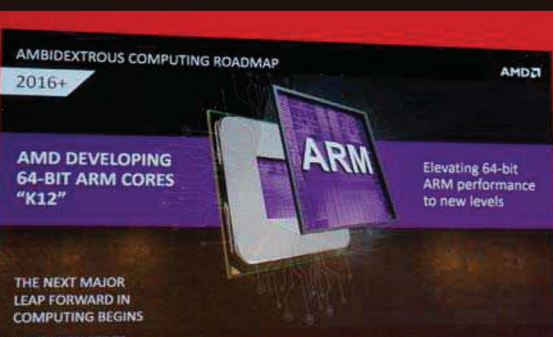 AMBIDEXTROUS COMPUTING ROADMAP
AMD
2016+
AMD DEVELOPING
64-BIT ARM CORES
"K12"
ARM
Elevating 64-bit
ARM performance
to new levels
THE NEXT MAJOR
LEAP FORWARD IN
COMPUTING BEGINS